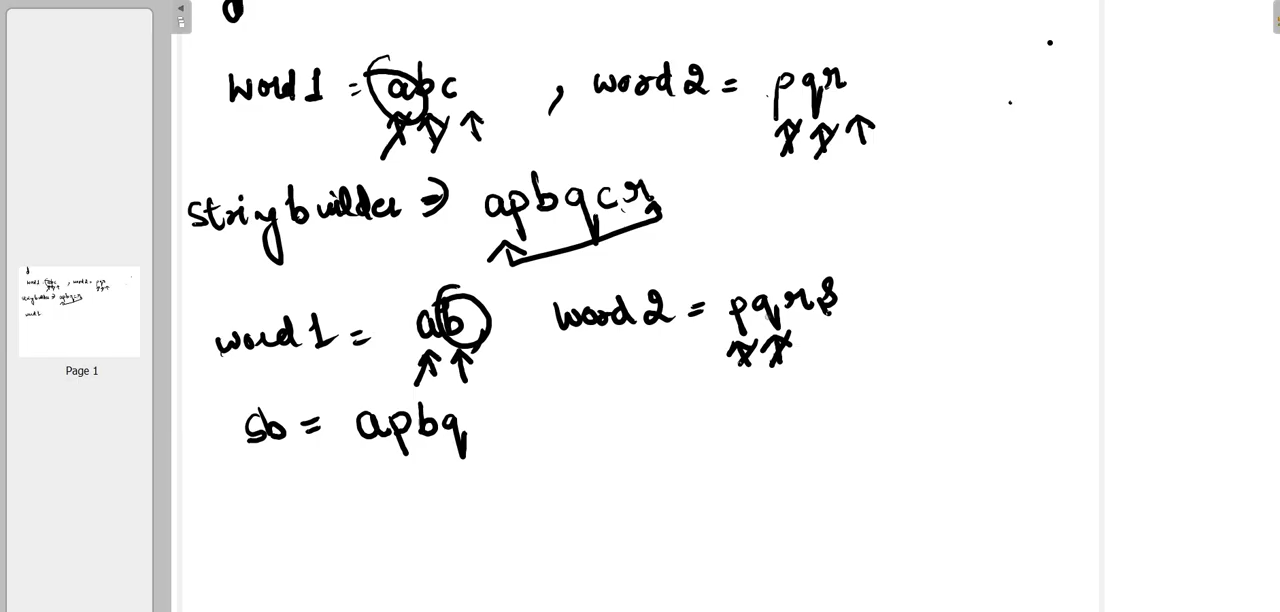 word1 = abc , word2 = pqr
stringbuilder => apbqcr
word1 = ab word2 = pqrs
sb = apbq
Page 1